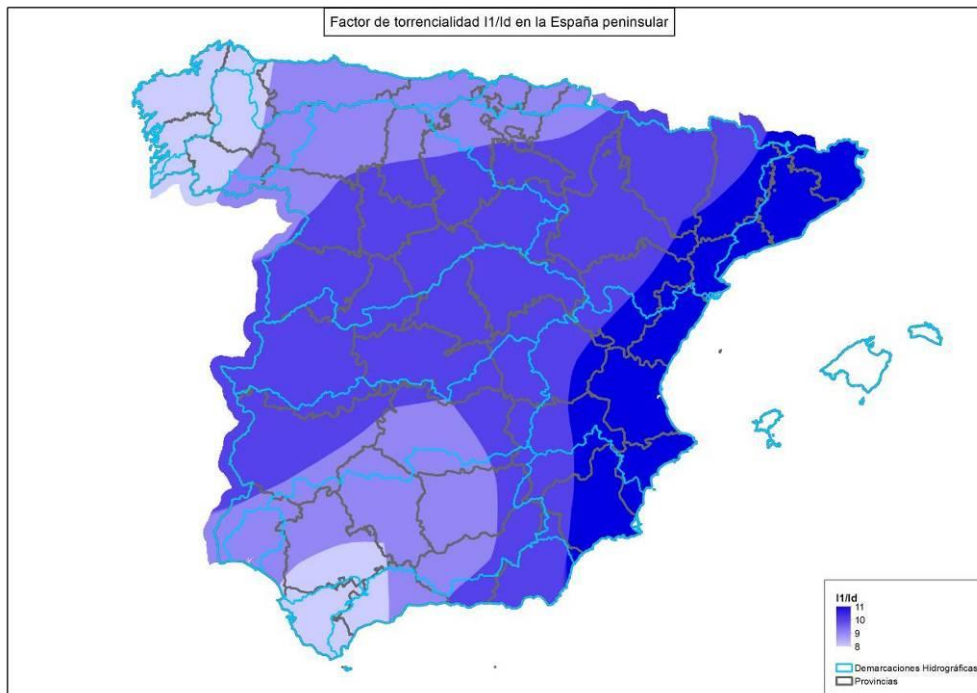 Factor de torrencialidad I1/Id en la España peninsular
I1/Id
11
10
9
8
Demarcaciones Hidrográficas
Provincias